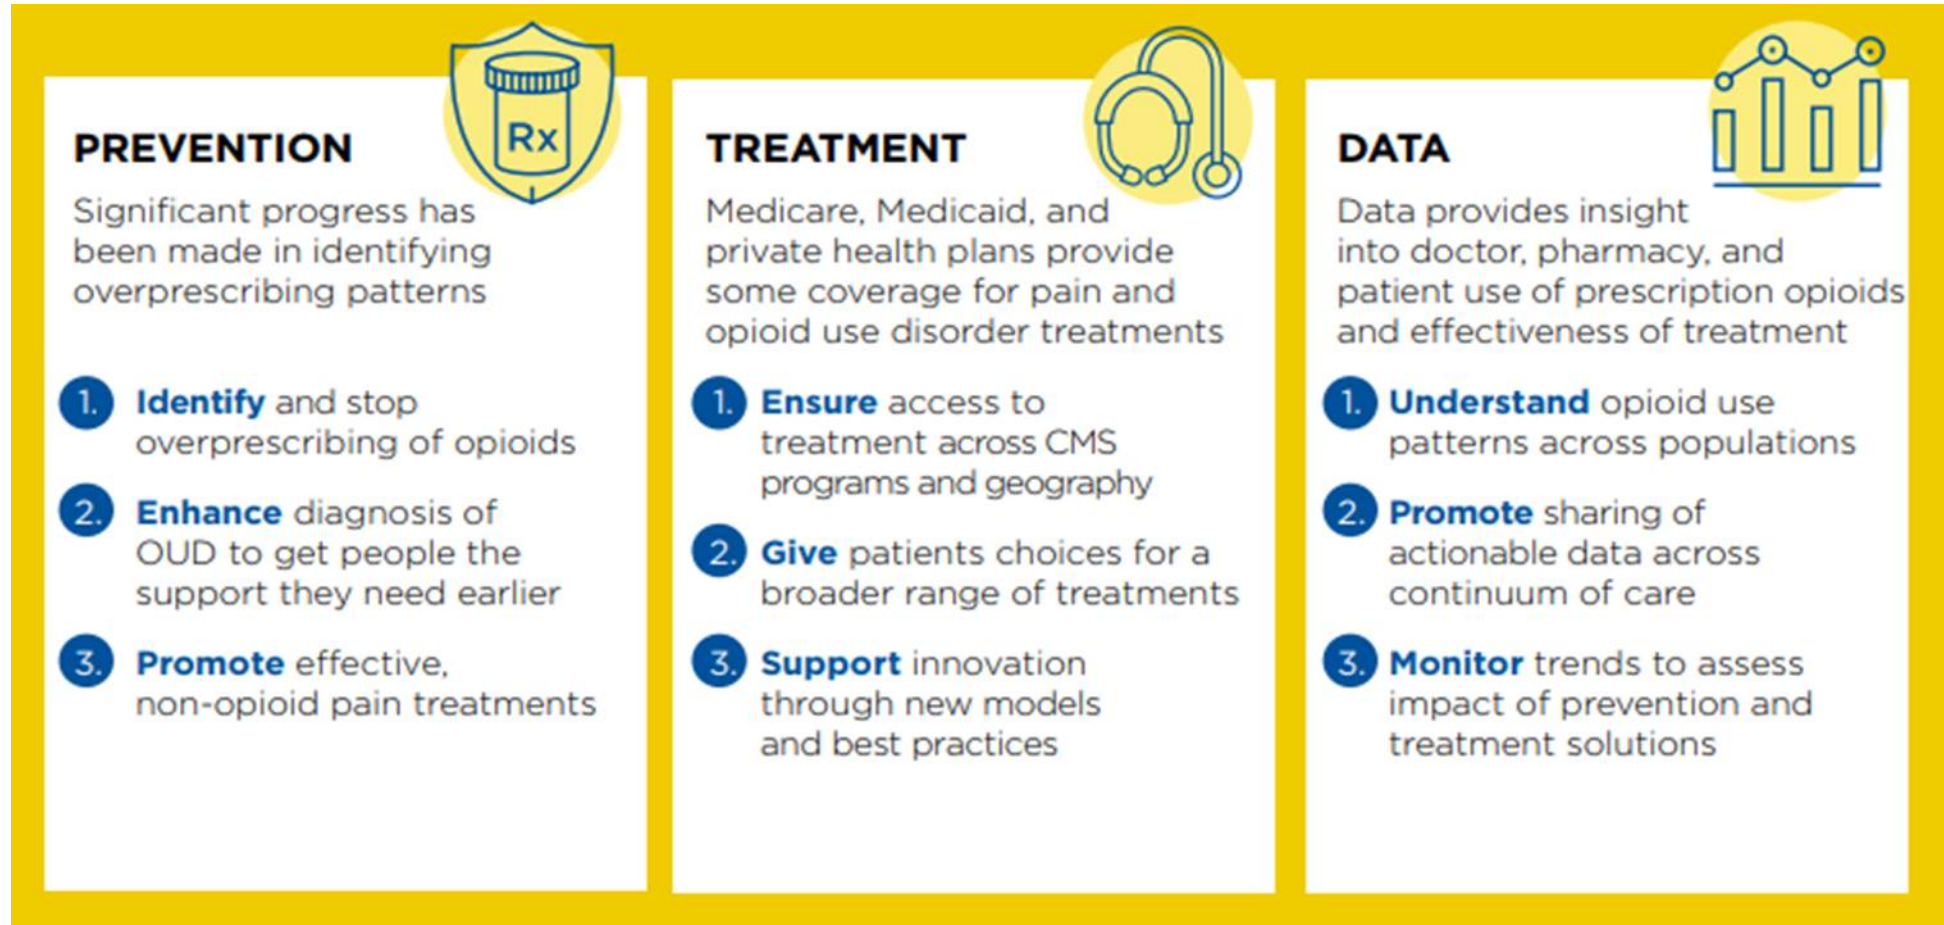 Rx
PREVENTION
Significant progress has
been made in identifying
overprescribing patterns
1. Identify and stop
overprescribing of opioids
2. Enhance diagnosis of
OUD to get people the
support they need earlier
3. Promote effective,
non-opioid pain treatments
TREATMENT
Medicare, Medicaid, and
private health plans provide
some coverage for pain and
opioid use disorder treatments
1. Ensure access to
treatment across CMS
programs and geography
2. Give patients choices for a
broader range of treatments
3. Support innovation
through new models
and best practices
DATA
Data provides insight
into doctor, pharmacy, and
patient use of prescription opioids
and effectiveness of treatment
1. Understand opioid use
patterns across populations
2. Promote sharing of
actionable data across
continuum of care
3. Monitor trends to assess
impact of prevention and
treatment solutions